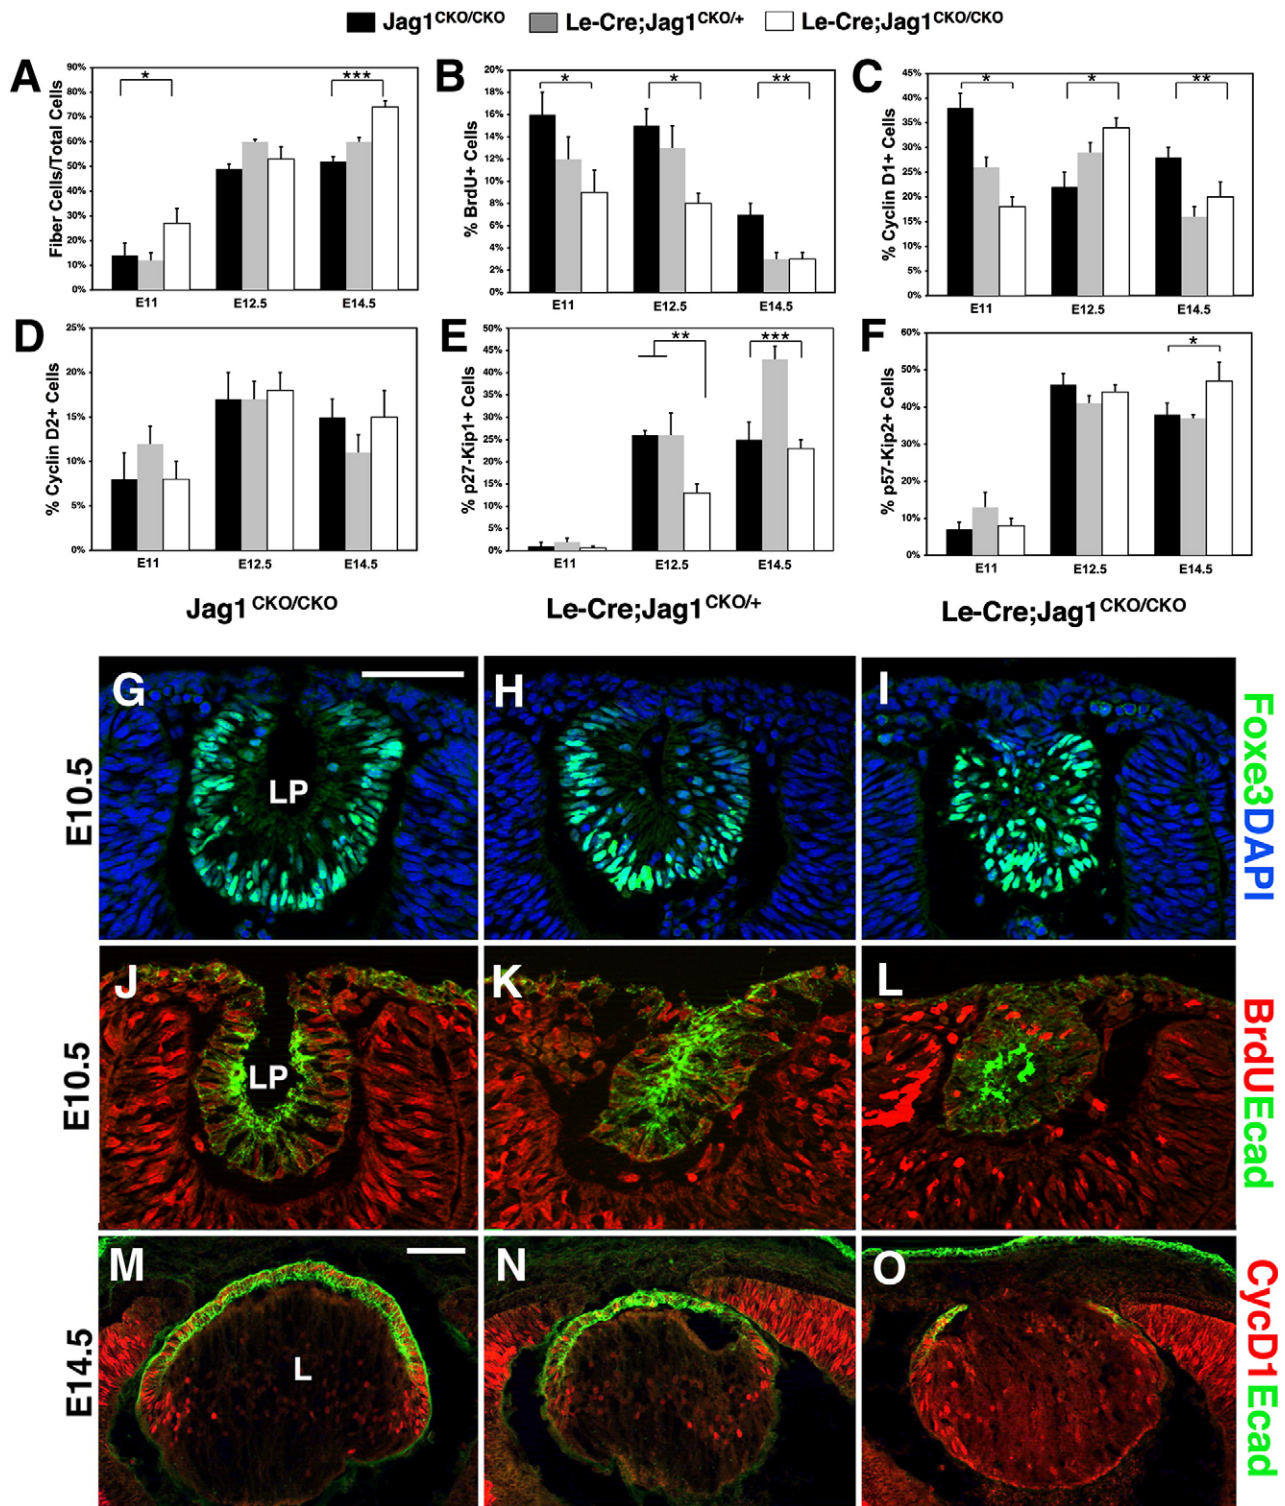 Jag1CKO/CKO Le-Cre;Jag1CKO/+ Le-Cre;Jag1CKO/CKO
A
Fiber Cells/Total Cells
90%
80%
70%
60%
50%
40%
30%
20%
10%
0%
*
***
E11 E12.5 E14.5
B
% BrdU+ Cells
20%
18%
16%
14%
12%
10%
8%
6%
4%
2%
0%
*
*
**
E11 E12.5 E14.5
C
% Cyclin D1+ Cells
45%
40%
35%
30%
25%
20%
15%
10%
5%
0%
*
*
**
E11 E12.5 E14.5
D
% Cyclin D2+ Cells
25%
20%
15%
10%
5%
0%
E11 E12.5 E14.5
E
% p27-Kip1+ Cells
50%
45%
40%
35%
30%
25%
20%
15%
10%
5%
0%
**
***
E11 E12.5 E14.5
F
% p57-Kip2+ Cells
60%
50%
40%
30%
20%
10%
0%
*
E11 E12.5 E14.5
Jag1CKO/CKO Le-Cre;Jag1CKO/+ Le-Cre;Jag1CKO/CKO
E10.5
G
LP
H
I
Foxe3DAPI
E10.5
J
LP
K
L
BrdUEcad
E14.5
M
L
N
O
CycD1Ecad